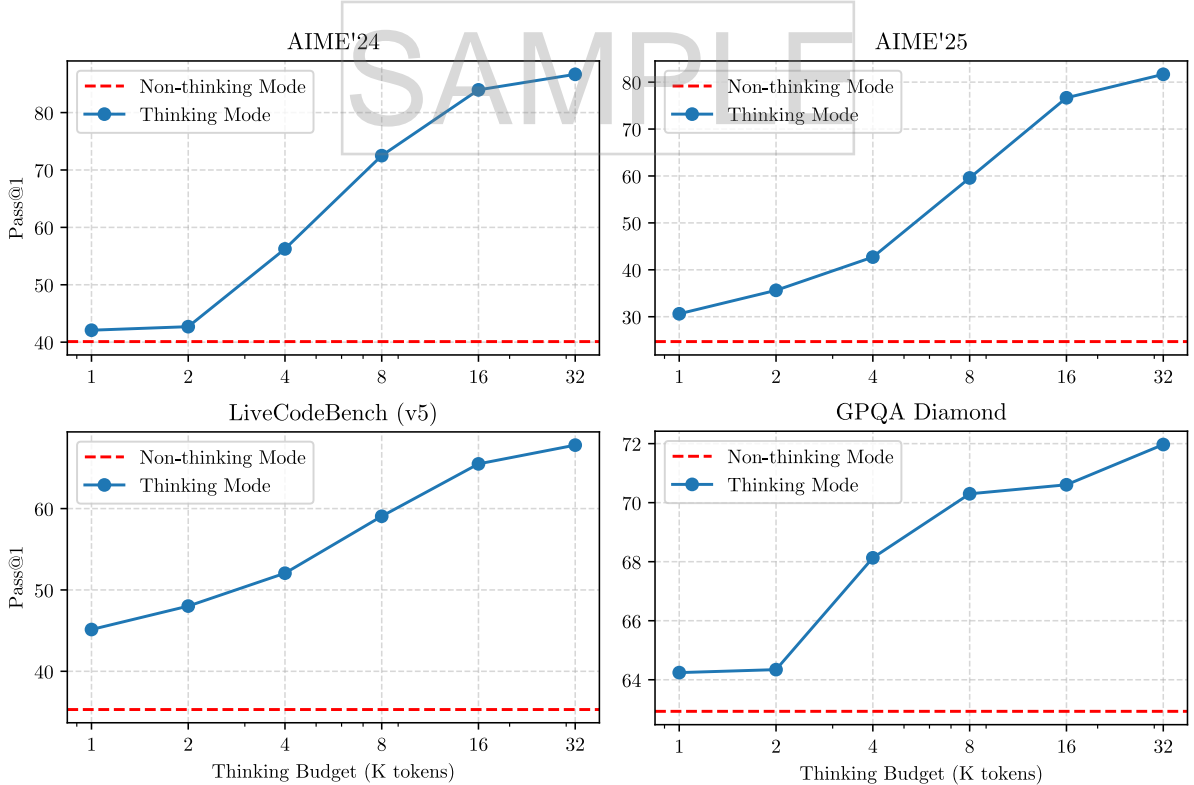 SAMPLE
AIME'24
Non-thinking Mode
Thinking Mode
Pass@1
80
70
60
50
40
1 2 4 8 16 32
AIME'25
Non-thinking Mode
Thinking Mode
80
70
60
50
40
30
1 2 4 8 16 32
LiveCodeBench (v5)
Non-thinking Mode
Thinking Mode
Pass@1
60
50
40
1 2 4 8 16 32
Thinking Budget (K tokens)
GPQA Diamond
Non-thinking Mode
Thinking Mode
72
70
68
66
64
1 2 4 8 16 32
Thinking Budget (K tokens)